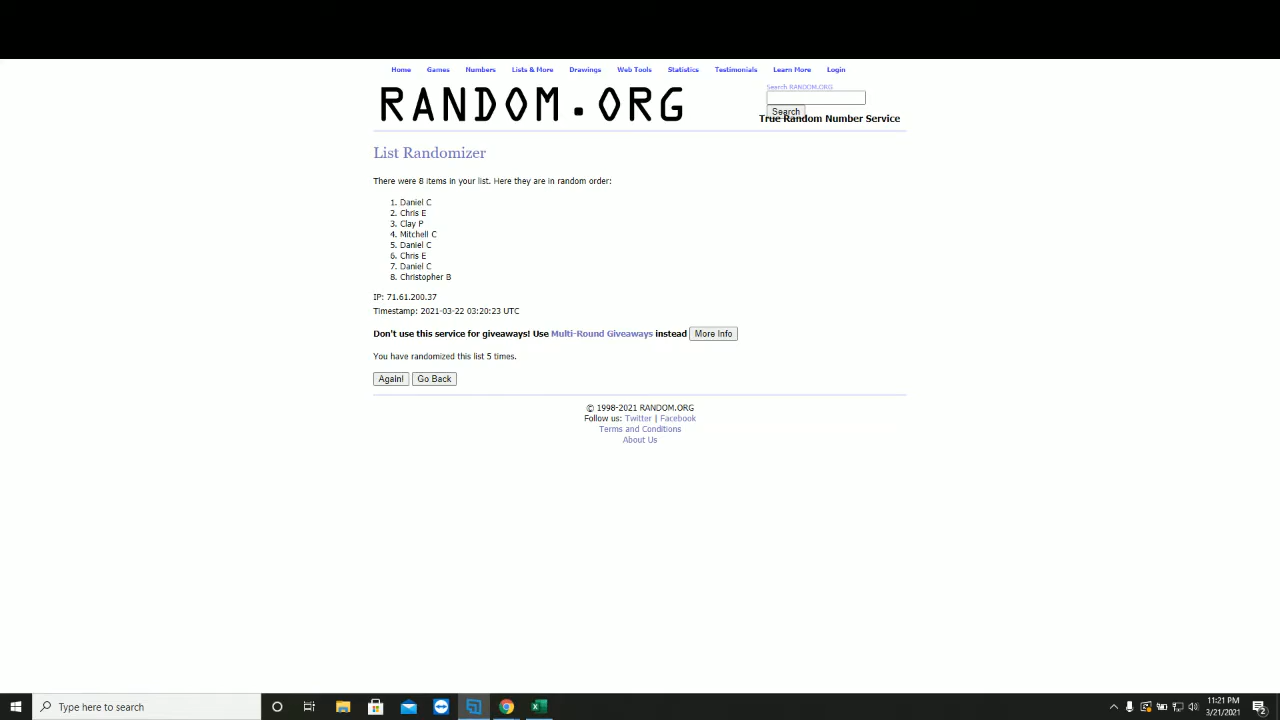 Home Games Numbers Lists & More Drawings Web Tools Statistics Testimonials Learn More Login
RANDOM.ORG
Search RANDOM.ORG
Search
True Random Number Service
List Randomizer
There were 8 items in your list. Here they are in random order:
1. Daniel C
2. Chris E
3. Clay P
4. Mitchell C
5. Daniel C
6. Chris E
7. Daniel C
8. Christopher B
IP: 71.61.200.37
Timestamp: 2021-03-22 03:20:23 UTC
Don't use this service for giveaways! Use Multi-Round Giveaways instead More Info
You have randomized this list 5 times.
Again! Go Back
© 1998-2021 RANDOM.ORG
Follow us: Twitter | Facebook
Terms and Conditions
About Us
Type here to search
11:21 PM
3/21/2021
2